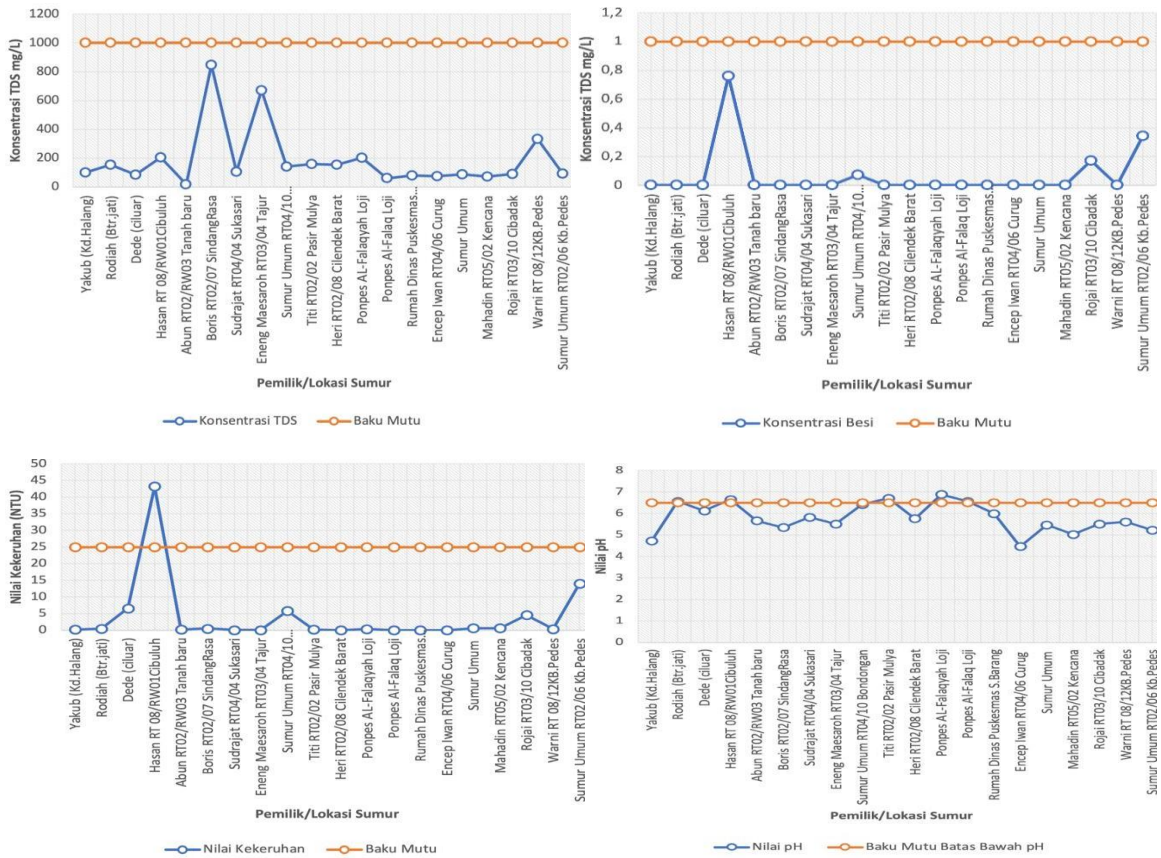 Konsentrasi TDS mg/L
1200
1000
800
600
400
200
0
Yakub (Kd.Halang)
Rodiah (Btr.jati)
Dede (ciluar)
Hasan RT 08/RW01Cibuluh
Abun RT02/RW03 Tanah baru
Boris RT02/07 SindangRasa
Sudrajat RT04/04 Sukasari
Eneng Maesaroh RT03/04 Tajur
Sumur Umum RT04/10...
Titi RT02/02 Pasir Mulya
Heri RT02/08 Cilendek Barat
Ponpes AL-Falaqyah Loji
Ponpes Al-Falaq Loji
Rumah Dinas Puskesmas...
Encep Iwan RT04/06 Curug
Sumur Umum
Mahadin RT05/02 Kencana
Rojai RT03/10 Cibadak
Warni RT 08/12KB.Pedes
Sumur Umum RT02/06 Kb.Pedes
Pemilik/Lokasi Sumur
Konsentrasi TDS
Baku Mutu
Konsentrasi TDS mg/L
1,2
1
0,8
0,6
0,4
0,2
0
Yakub (Kd.Halang)
Rodiah (Btr.jati)
Dede (ciluar)
Hasan RT 08/RW01Cibuluh
Abun RT02/RW03 Tanah baru
Boris RT02/07 SindangRasa
Sudrajat RT04/04 Sukasari
Eneng Maesaroh RT03/04 Tajur
Sumur Umum RT04/10...
Titi RT02/02 Pasir Mulya
Heri RT02/08 Cilendek Barat
Ponpes AL-Falaqyah Loji
Ponpes Al-Falaq Loji
Rumah Dinas Puskesmas...
Encep Iwan RT04/06 Curug
Sumur Umum
Mahadin RT05/02 Kencana
Rojai RT03/10 Cibadak
Warni RT 08/12KB.Pedes
Sumur Umum RT02/06 Kb.Pedes
Pemilik/Lokasi Sumur
Konsentrasi Besi
Baku Mutu
Nilai Kekeruhan (NTU)
50
45
40
35
30
25
20
15
10
5
0
Yakub (Kd.Halang)
Rodiah (Btr.jati)
Dede (ciluar)
Hasan RT 08/RW01Cibuluh
Abun RT02/RW03 Tanah baru
Boris RT02/07 SindangRasa
Sudrajat RT04/04 Sukasari
Eneng Maesaroh RT03/04 Tajur
Sumur Umum RT04/10...
Titi RT02/02 Pasir Mulya
Heri RT02/08 Cilendek Barat
Ponpes AL-Falaqyah Loji
Ponpes Al-Falaq Loji
Rumah Dinas Puskesmas...
Encep Iwan RT04/06 Curug
Sumur Umum
Mahadin RT05/02 Kencana
Rojai RT03/10 Cibadak
Warni RT 08/12KB.Pedes
Sumur Umum RT02/06 Kb.Pedes
Pemilik/Lokasi Sumur
Nilai Kekeruhan
Baku Mutu
Nilai pH
8
7
6
5
4
3
2
1
0
Yakub (Kd.Halang)
Rodiah (Btr.jati)
Dede (ciluar)
Hasan RT 08/RW01Cibuluh
Abun RT02/RW03 Tanah baru
Boris RT02/07 SindangRasa
Sudrajat RT04/04 Sukasari
Eneng Maesaroh RT03/04 Tajur
Sumur Umum RT04/10 Bondongan
Titi RT02/02 Pasir Mulya
Heri RT02/08 Cilendek Barat
Ponpes AL-Falaqyah Loji
Ponpes Al-Falaq Loji
Rumah Dinas Puskesmas S.Barang
Encep Iwan RT04/06 Curug
Sumur Umum
Mahadin RT05/02 Kencana
Rojai RT03/10 Cibadak
Warni RT 08/12KB.Pedes
Sumur Umum RT02/06 Kb.Pedes
Pemilik/Lokasi Sumur
Nilai pH
Baku Mutu Batas Bawah pH